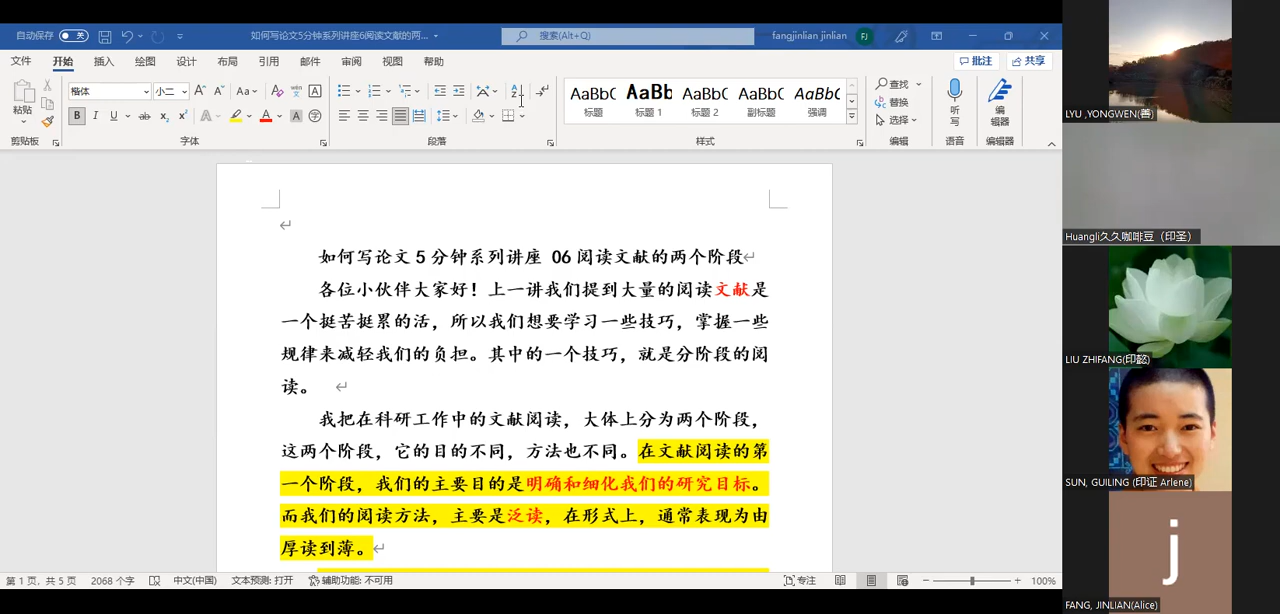 自动保存 关
如何写论文5分钟系列讲座6阅读文献的两...
搜索(Alt+Q)
fangjinlian jinlian FJ
文件 开始 插入 绘图 设计 布局 引用 邮件 审阅 视图 帮助
批注 共享
粘贴
楷体 小二
查找
替换
选择
听写
编辑器
AaBbC AaBb AaBbC AaBbC AaBbC
标题 标题 1 标题 2 副标题 强调
剪贴板 字体 段落 样式 编辑 语音 编辑器
如何写论文5分钟系列讲座 06阅读文献的两个阶段
各位小伙伴大家好！上一讲我们提到大量的阅读文献是
一个挺苦挺累的活，所以我们想要学习一些技巧，掌握一些
规律来减轻我们的负担。其中的一个技巧，就是分阶段的阅
读。
我把在科研工作中的文献阅读，大体上分为两个阶段，
这两个阶段，它的目的不同，方法也不同。在文献阅读的第
一个阶段，我们的主要目的是明确和细化我们的研究目标。
而我们的阅读方法，主要是泛读，在形式上，通常表现为由
厚读到薄。
第 1 页，共 5 页 2068 个字 中文(中国) 文本预测: 打开 辅助功能: 不可用
专注 100%
LYU ,YONGWEN(善)
Huangli久久咖啡豆（印圣）
LIU ZHIFANG(印懿)
SUN, GUILING (印证 Arlene)
j
FANG, JINLIAN(Alice)